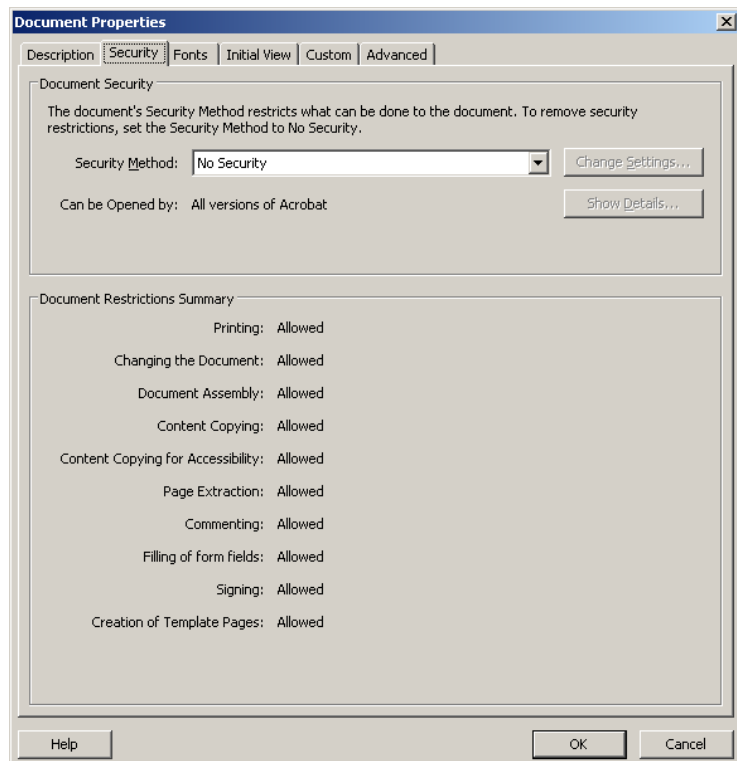 Document Properties
Description Security Fonts Initial View Custom Advanced
Document Security
The document's Security Method restricts what can be done to the document. To remove security
restrictions, set the Security Method to No Security.
Security Method: No Security Change Settings...
Can be Opened by: All versions of Acrobat Show Details...
Document Restrictions Summary
Printing: Allowed
Changing the Document: Allowed
Document Assembly: Allowed
Content Copying: Allowed
Content Copying for Accessibility: Allowed
Page Extraction: Allowed
Commenting: Allowed
Filling of form fields: Allowed
Signing: Allowed
Creation of Template Pages: Allowed
Help OK Cancel